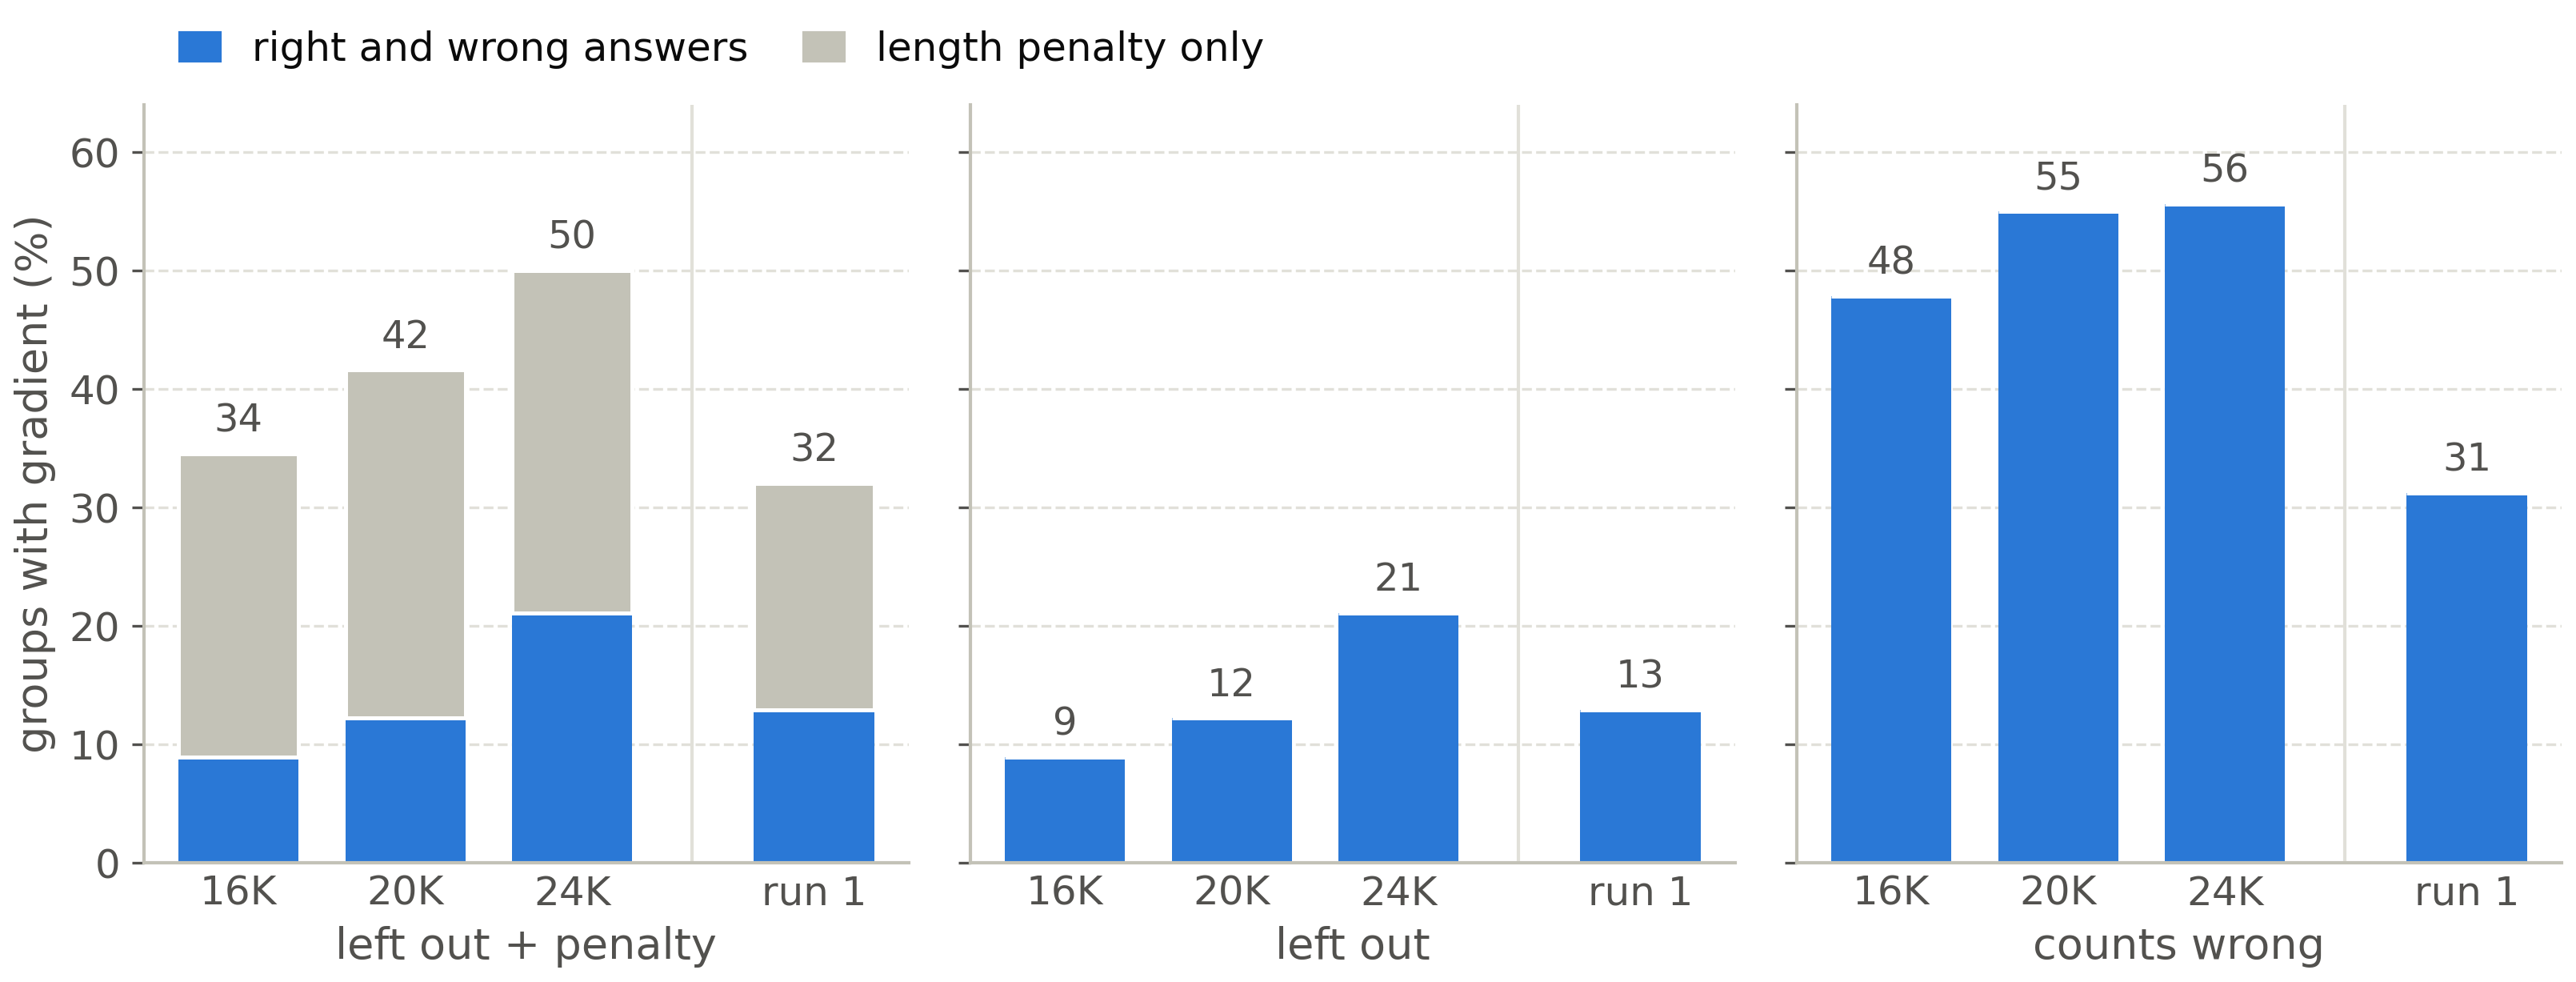 right and wrong answers length penalty only
groups with gradient (%)
60
50
40
30
20
10
0
34
42
50
32
16K 20K 24K run 1
left out + penalty
9
12
21
13
16K 20K 24K run 1
left out
48
55
56
31
16K 20K 24K run 1
counts wrong